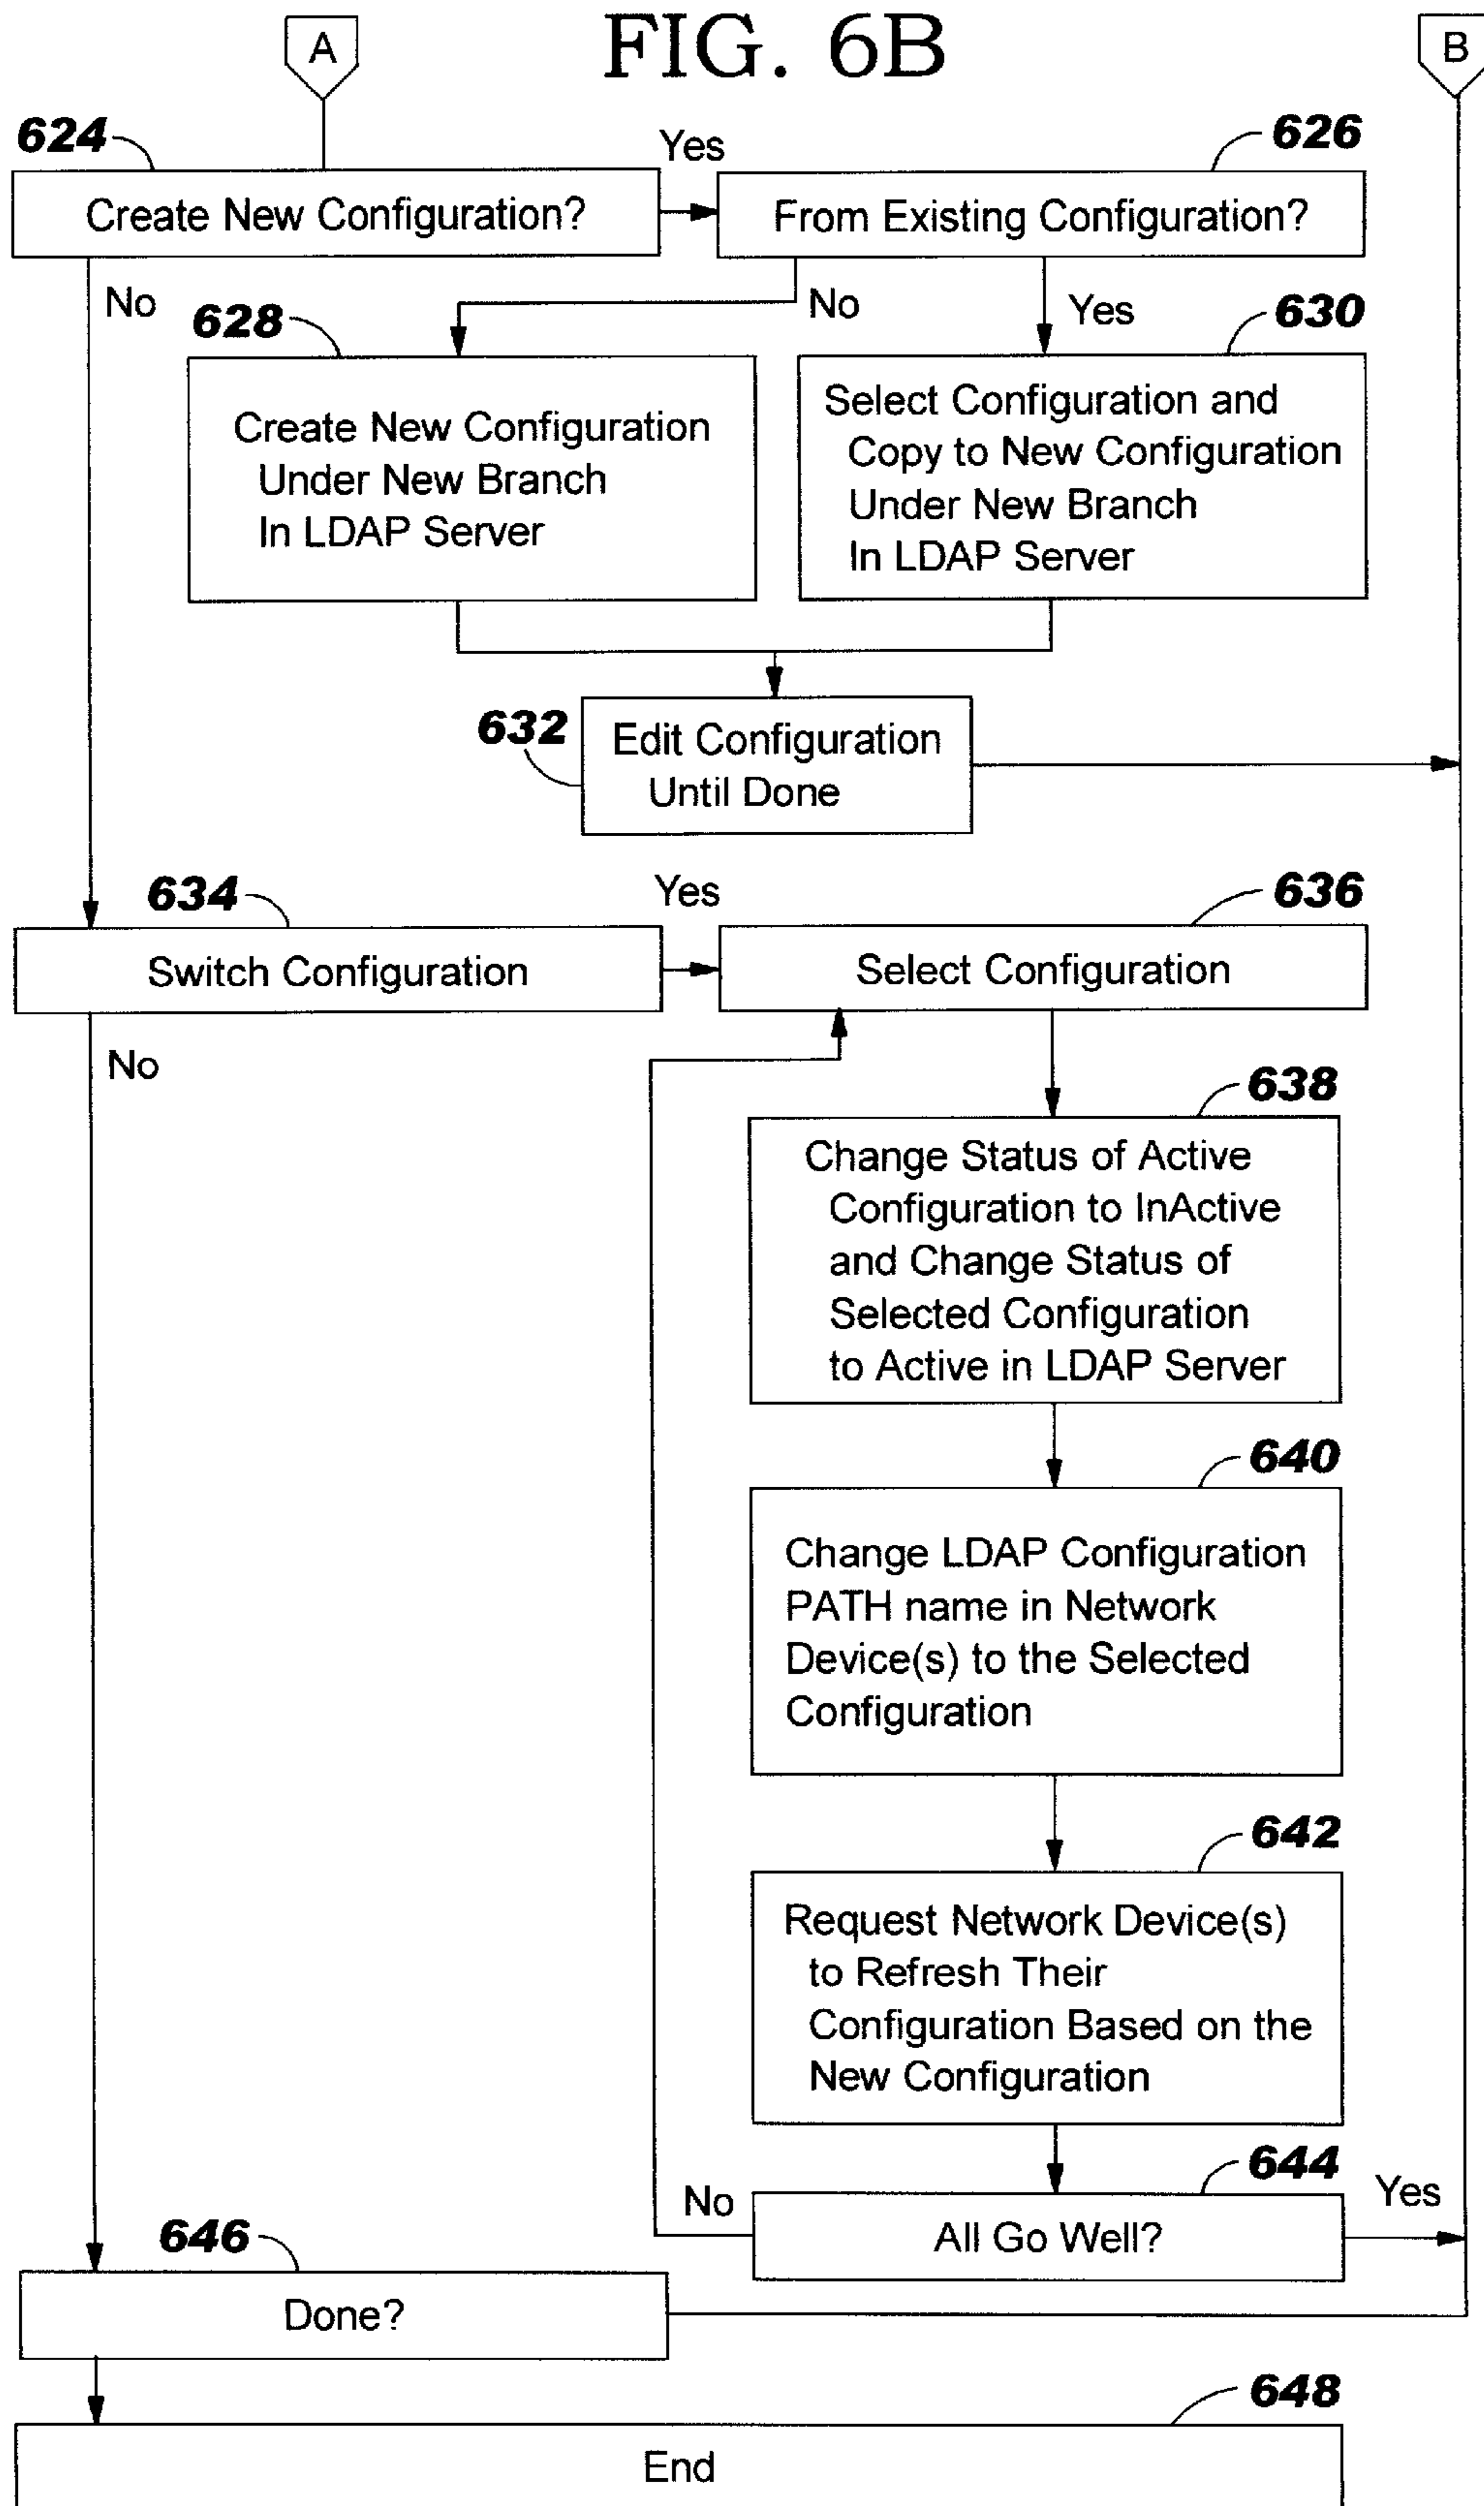 FIG. 6B
A
B
624
Yes
626
Create New Configuration?
From Existing Configuration?
No
628
No
Yes
630
Create New Configuration
Under New Branch
In LDAP Server
Select Configuration and
Copy to New Configuration
Under New Branch
In LDAP Server
632
Edit Configuration
Until Done
634
Yes
636
Switch Configuration
Select Configuration
No
638
Change Status of Active
Configuration to InActive
and Change Status of
Selected Configuration
to Active in LDAP Server
640
Change LDAP Configuration
PATH name in Network
Device(s) to the Selected
Configuration
642
Request Network Device(s)
to Refresh Their
Configuration Based on the
New Configuration
644
No
Yes
All Go Well?
646
Done?
648
End